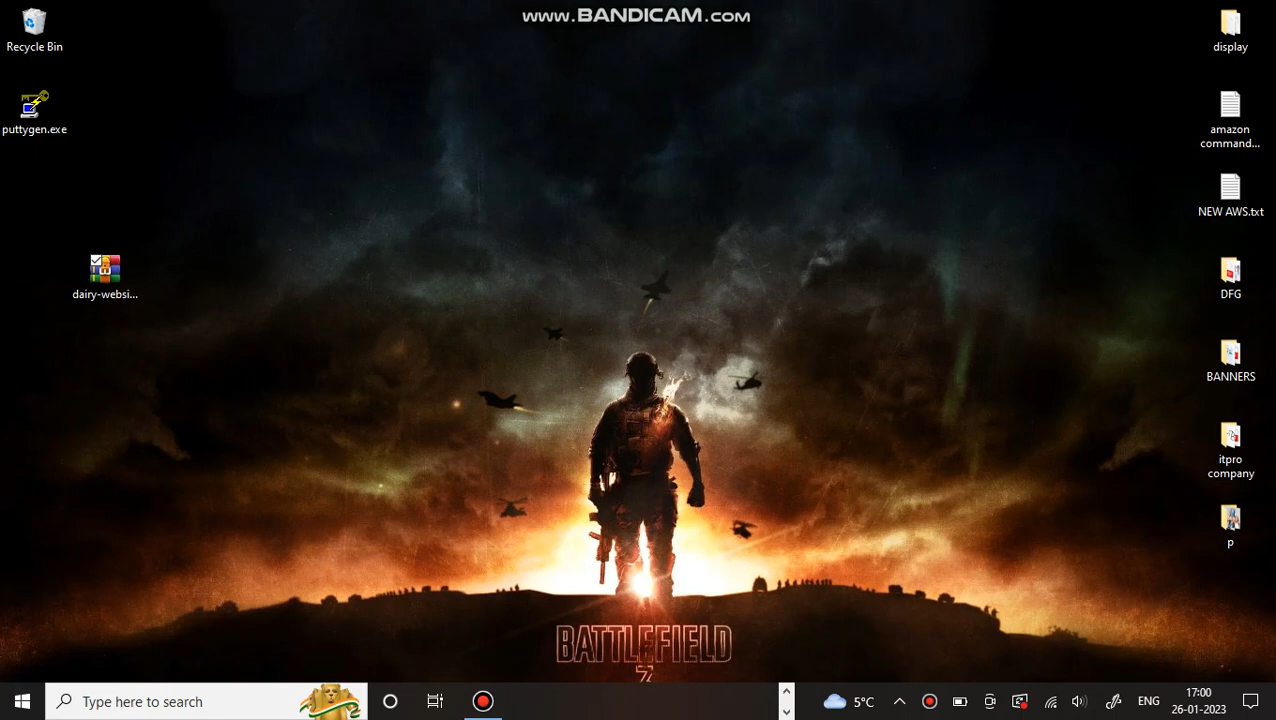 www.BANDICAM.com
Recycle Bin
puttygen.exe
dairy-websi...
display
amazon
command...
NEW AWS.txt
DFG
BANNERS
itpro
company
p
BATTLEFIELD
3
Type here to search
5°C
ENG
17:00
26-01-2023